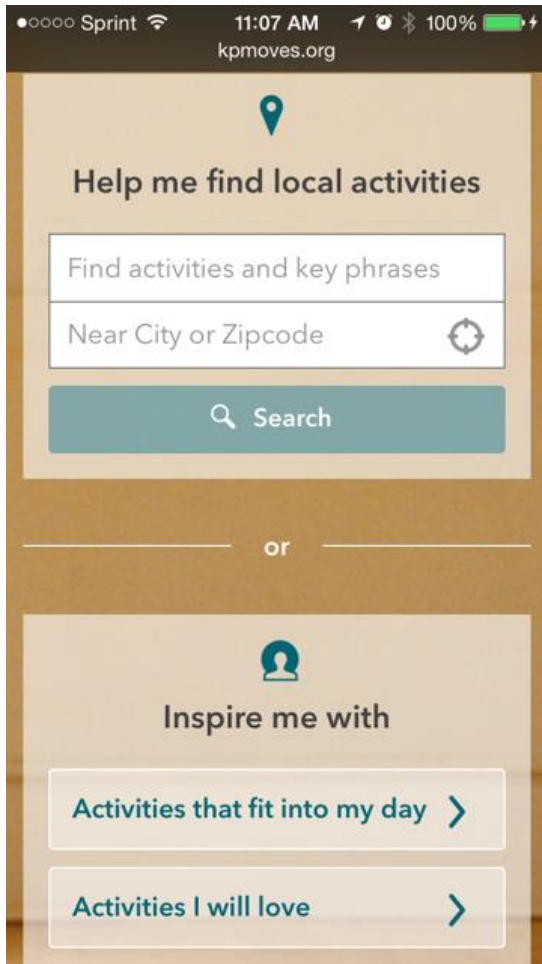 Sprint 11:07 AM 100%
kpmoves.org
Help me find local activities
Find activities and key phrases
Near City or Zipcode
Search
or
Inspire me with
Activities that fit into my day
Activities I will love